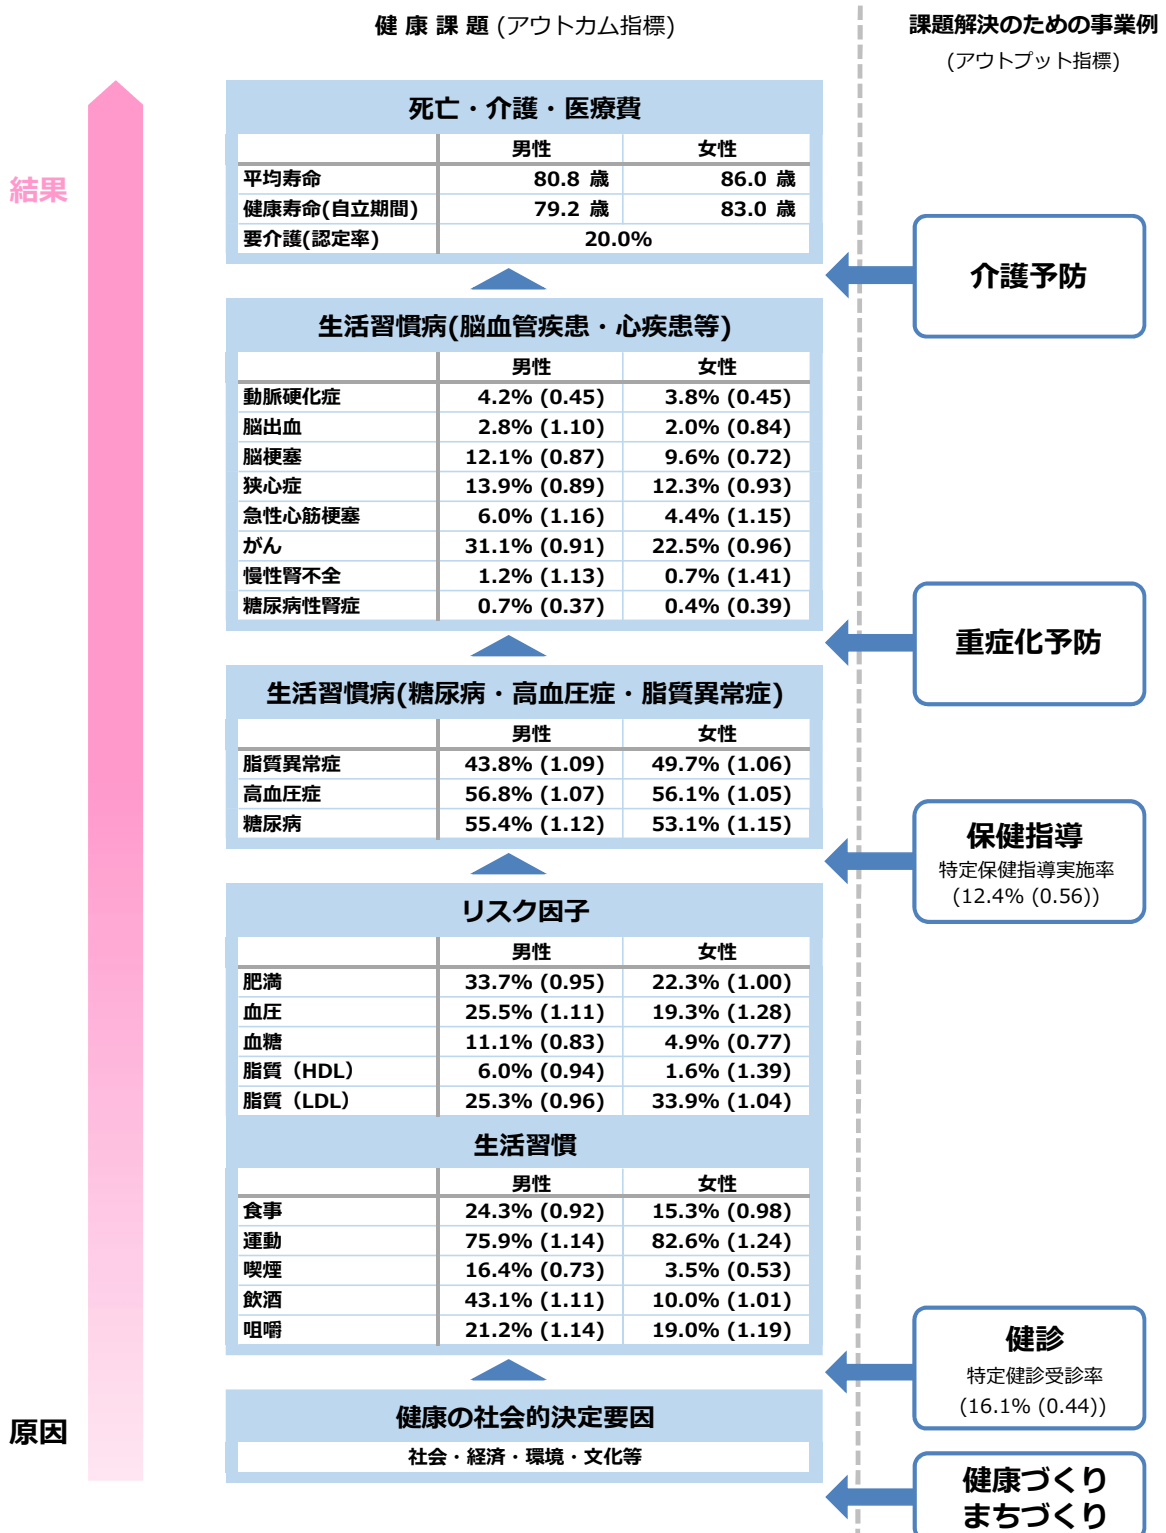 健 康 課 題 (アウトカム指標)
課題解決のための事業例
(アウトプット指標)
結果
原因
死亡・介護・医療費
男性 女性
平均寿命 80.8 歳 86.0 歳
健康寿命(自立期間) 79.2 歳 83.0 歳
要介護(認定率) 20.0%
介護予防
生活習慣病(脳血管疾患・心疾患等)
男性 女性
動脈硬化症 4.2% (0.45) 3.8% (0.45)
脳出血 2.8% (1.10) 2.0% (0.84)
脳梗塞 12.1% (0.87) 9.6% (0.72)
狭心症 13.9% (0.89) 12.3% (0.93)
急性心筋梗塞 6.0% (1.16) 4.4% (1.15)
がん 31.1% (0.91) 22.5% (0.96)
慢性腎不全 1.2% (1.13) 0.7% (1.41)
糖尿病性腎症 0.7% (0.37) 0.4% (0.39)
重症化予防
生活習慣病(糖尿病・高血圧症・脂質異常症)
男性 女性
脂質異常症 43.8% (1.09) 49.7% (1.06)
高血圧症 56.8% (1.07) 56.1% (1.05)
糖尿病 55.4% (1.12) 53.1% (1.15)
保健指導
特定保健指導実施率
(12.4% (0.56))
リスク因子
男性 女性
肥満 33.7% (0.95) 22.3% (1.00)
血圧 25.5% (1.11) 19.3% (1.28)
血糖 11.1% (0.83) 4.9% (0.77)
脂質（HDL） 6.0% (0.94) 1.6% (1.39)
脂質（LDL） 25.3% (0.96) 33.9% (1.04)
生活習慣
男性 女性
食事 24.3% (0.92) 15.3% (0.98)
運動 75.9% (1.14) 82.6% (1.24)
喫煙 16.4% (0.73) 3.5% (0.53)
飲酒 43.1% (1.11) 10.0% (1.01)
咀嚼 21.2% (1.14) 19.0% (1.19)
健診
特定健診受診率
(16.1% (0.44))
健康の社会的決定要因
社会・経済・環境・文化等
健康づくり
まちづくり